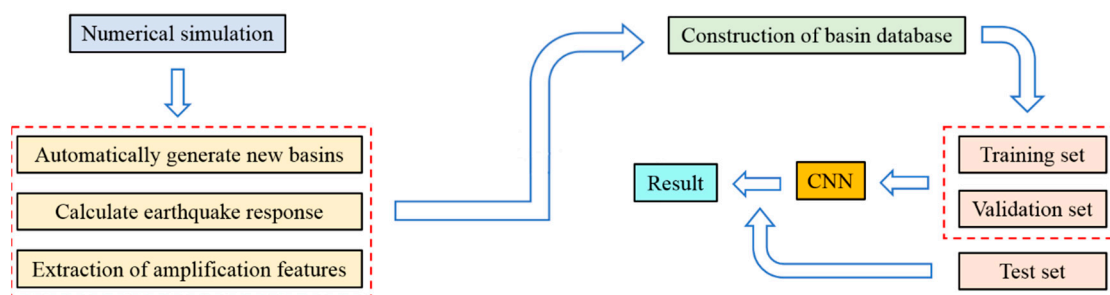 Numerical simulation
Automatically generate new basins
Calculate earthquake response
Extraction of amplification features
Construction of basin database
Training set
Validation set
Test set
CNN
Result